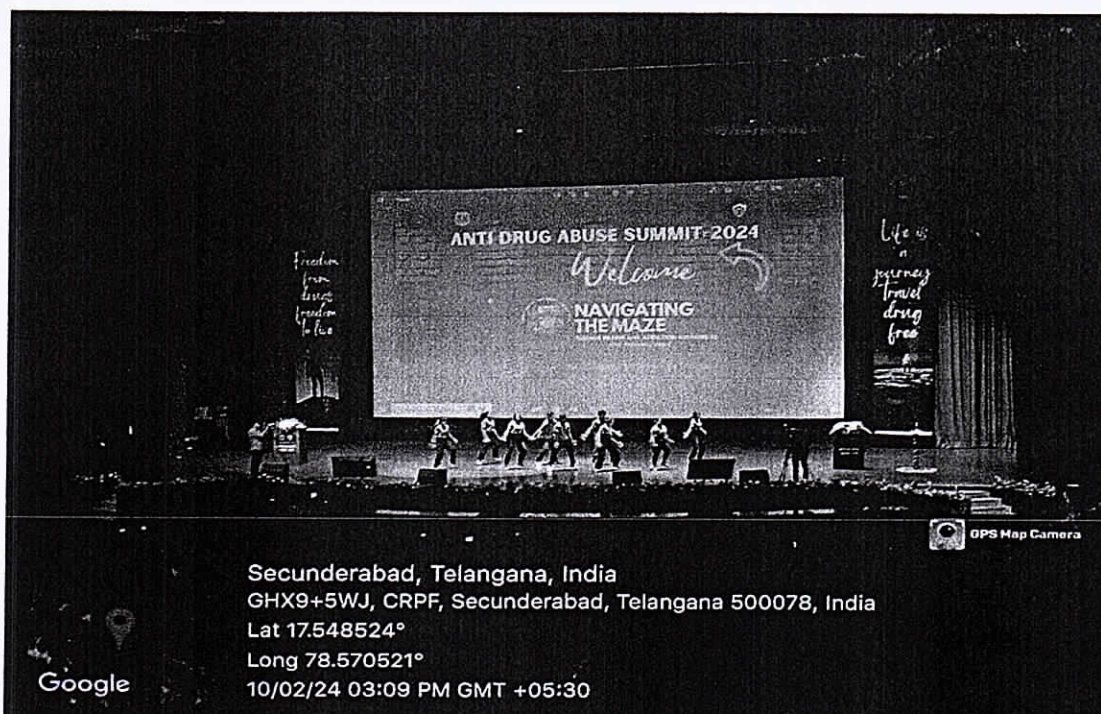 ANTI DRUG ABUSE SUMMIT-2024
Welcome
NAVIGATING
THE MAZE
Freedom
from
drugs
freedom
to live
Life is
a
journey
travel
drug
free
GPS Map Camera
Secunderabad, Telangana, India
GHX9+5WJ, CRPF, Secunderabad, Telangana 500078, India
Lat 17.548524°
Long 78.570521°
10/02/24 03:09 PM GMT +05:30
Google